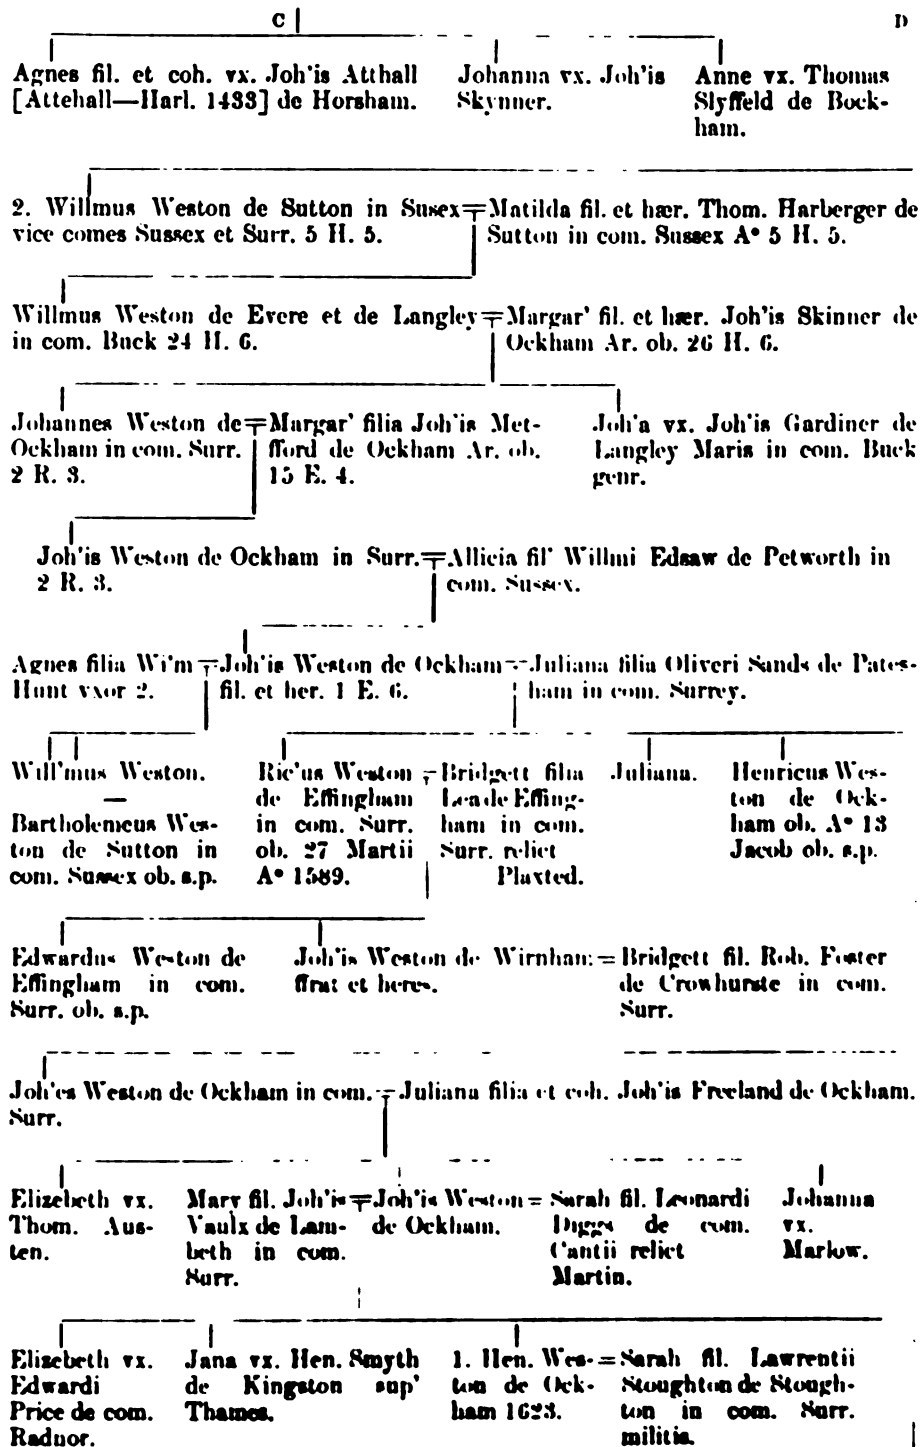 C D
Agnes fil. et coh. vx. Joh'is Atthall
[Attehall—Harl. 1433] de Horsham.
Johanna vx. Joh'is
Skynner.
Anne vx. Thomas
Slyffeld de Bock-
ham.
2. Willmus Weston de Sutton in Susex
vice comes Sussex et Surr. 5 H. 5.
Matilda fil. et hær. Thom. Harberger de
Sutton in com. Sussex A° 5 H. 5.
Willmus Weston de Evere et de Langley
in com. Buck 24 H. 6.
Margar' fil. et hær. Joh'is Skinner de
Ockham Ar. ob. 26 H. 6.
Johannes Weston de
Ockham in com. Surr.
2 R. 3.
Margar' filia Joh'is Met-
fford de Ockham Ar. ob.
15 E. 4.
Joh'a vx. Joh'is Gardiner de
Langley Maris in com. Buck
genr.
Joh'is Weston de Ockham in Surr.
2 R. 3.
Allicia fil' Willmi Edsaw de Petworth in
com. Sussex.
Agnes filia Wi'm
Hunt vxor 2.
Joh'is Weston de Ockham
fil. et her. 1 E. 6.
Juliana filia Oliveri Sands de Pates-
ham in com. Surrey.
Will'mus Weston.
—
Bartholemeus Wes-
ton de Sutton in
com. Sussex ob. s.p.
Ric'us Weston
de Effingham
in com. Surr.
ob. 27 Martii
A° 1589.
Bridgett filia
Lea de Effing-
ham in com.
Surr. relict
Plaxted.
Juliana.
Henricus Wes-
ton de Ock-
ham ob. A° 13
Jacob ob. s.p.
Edwardus Weston de
Effingham in com.
Surr. ob. s.p.
Joh'is Weston de Wirnham =
ffrat et heres.
Bridgett fil. Rob. Foster
de Crowhurste in com.
Surr.
Joh'es Weston de Ockham in com.
Surr.
Juliana filia et coh. Joh'is Freeland de Ockham.
Elizebeth vx.
Thom. Aus-
ten.
Mary fil. Joh'is
Vaulx de Lam-
beth in com.
Surr.
Joh'is Weston =
de Ockham.
Sarah fil. Leonardi
Diggs de com.
Cantii relict
Martin.
Johanna
vx.
Marlow.
Elizebeth vx.
Edwardi
Price de com.
Radnor.
Jana vx. Hen. Smyth
de Kingston sup'
Thames.
1. Hen. Wes- =
ton de Ock-
ham 1623.
Sarah fil. Lawrentii
Stoughton de Stough-
ton in com. Surr.
militis.